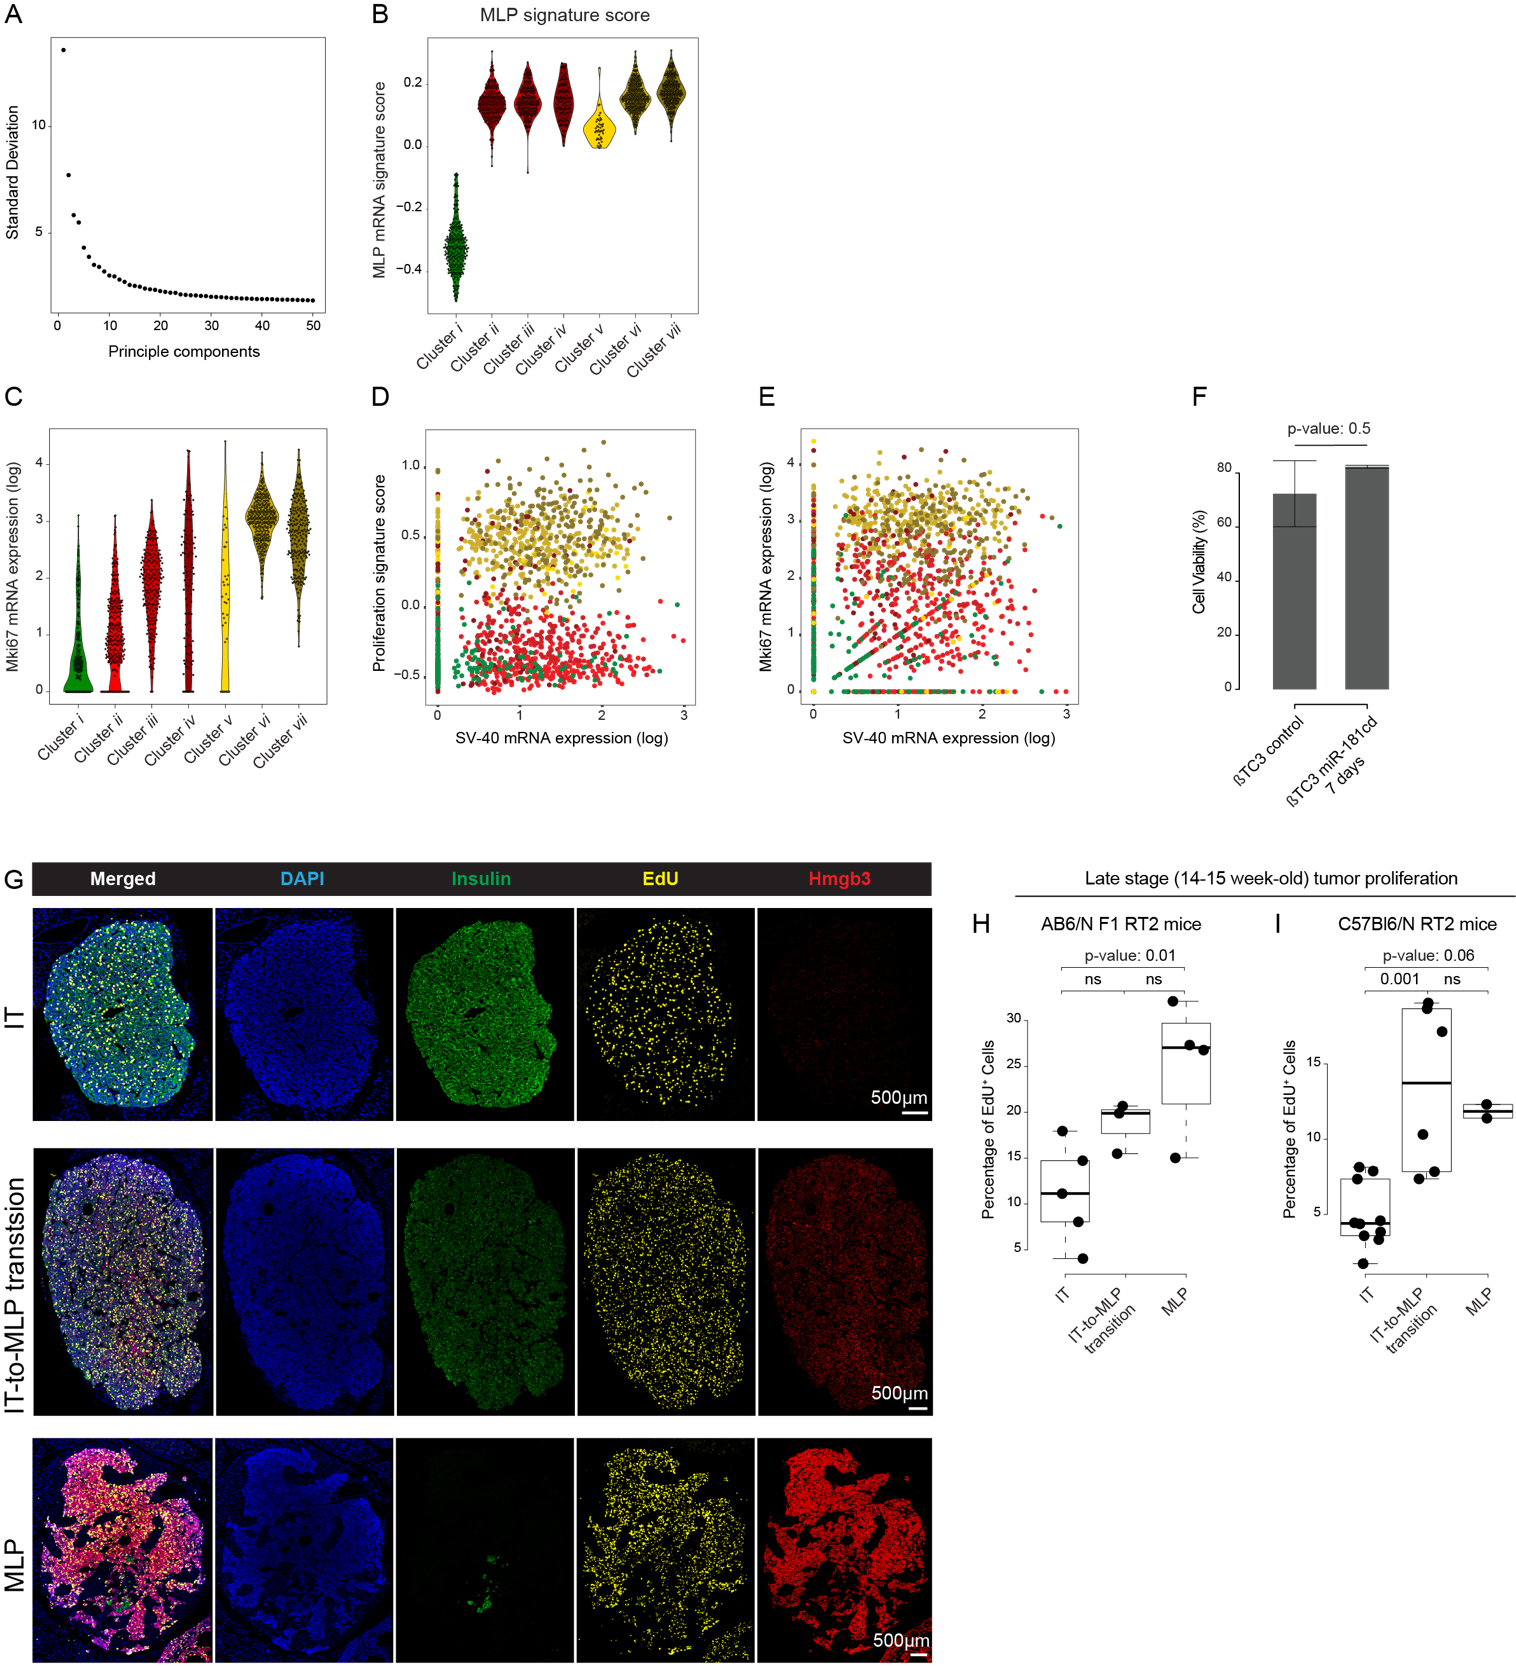 A
Standard Deviation
10
5
0
10
20
30
40
50
Principle components
B
MLP signature score
MLP mRNA signature score
0.2
0.0
−0.2
−0.4
Cluster i
Cluster ii
Cluster iii
Cluster iv
Cluster v
Cluster vi
Cluster vii
C
Mki67 mRNA expression (log)
4
3
2
1
0
Cluster i
Cluster ii
Cluster iii
Cluster iv
Cluster v
Cluster vi
Cluster vii
D
Proliferation signature score
1.0
0.5
0.0
−0.5
0
1
2
3
SV-40 mRNA expression (log)
E
Mki67 mRNA expression (log)
4
3
2
1
0
0
1
2
3
SV-40 mRNA expression (log)
F
p-value: 0.5
Cell Viability (%)
80
60
40
20
0
ßTC3 control
ßTC3 miR-181cd
7 days
G
Merged
DAPI
Insulin
EdU
Hmgb3
IT
500µm
IT-to-MLP transtsion
500µm
MLP
500µm
Late stage (14-15 week-old) tumor proliferation
H
AB6/N F1 RT2 mice
p-value: 0.01
ns
ns
Percentage of EdU+ Cells
30
25
20
15
10
5
IT
IT-to-MLP
transition
MLP
I
C57Bl6/N RT2 mice
p-value: 0.06
0.001
ns
Percentage of EdU+ Cells
15
10
5
IT
IT-to-MLP
transition
MLP